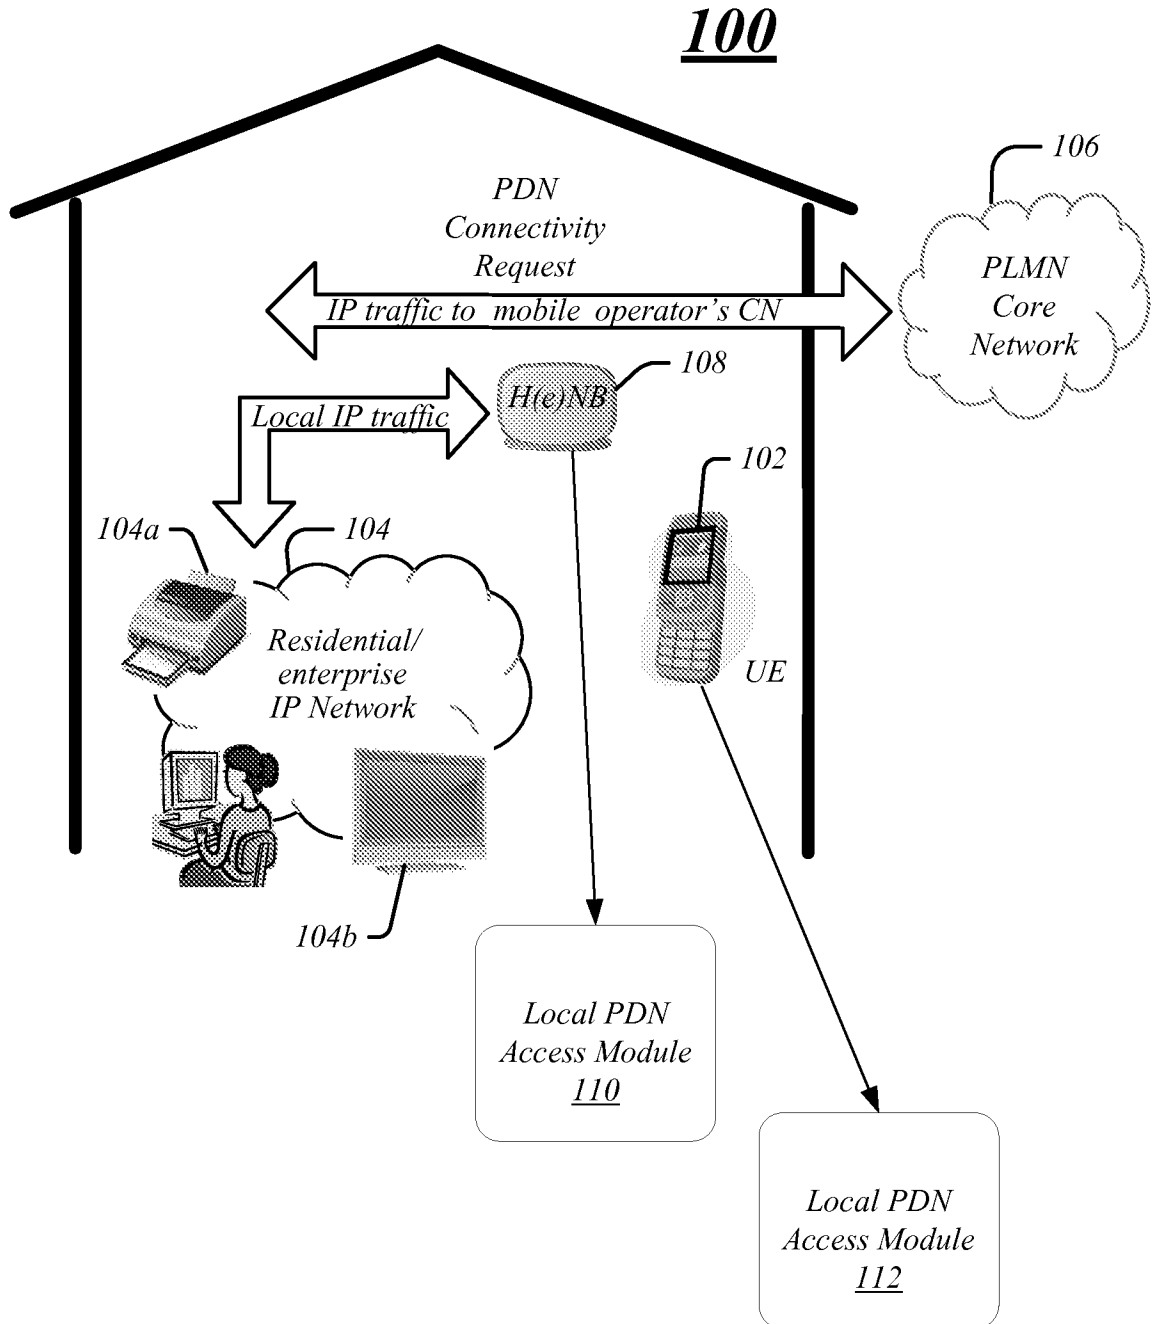 100
106
PDN
Connectivity
Request
PLMN
Core
Network
IP traffic to mobile operator's CN
108
H(e)NB
Local IP traffic
102
104a
104
Residential/
enterprise
IP Network
UE
104b
Local PDN
Access Module
110
Local PDN
Access Module
112